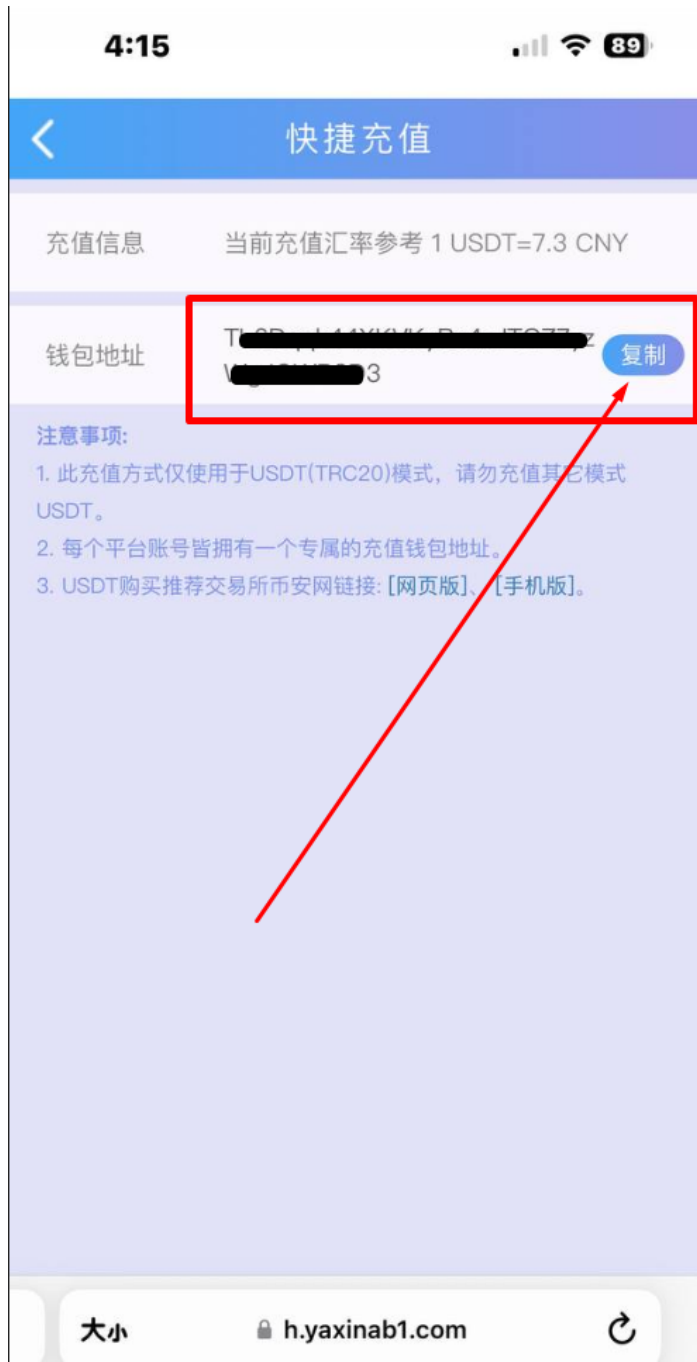 4:15
89
快捷充值
充值信息
当前充值汇率参考 1 USDT=7.3 CNY
钱包地址
复制
注意事项:
1. 此充值方式仅使用于USDT(TRC20)模式，请勿充值其它模式
USDT。
2. 每个平台账号皆拥有一个专属的充值钱包地址。
3. USDT购买推荐交易所币安网链接: [网页版]、[手机版]。
大小
h.yaxinab1.com